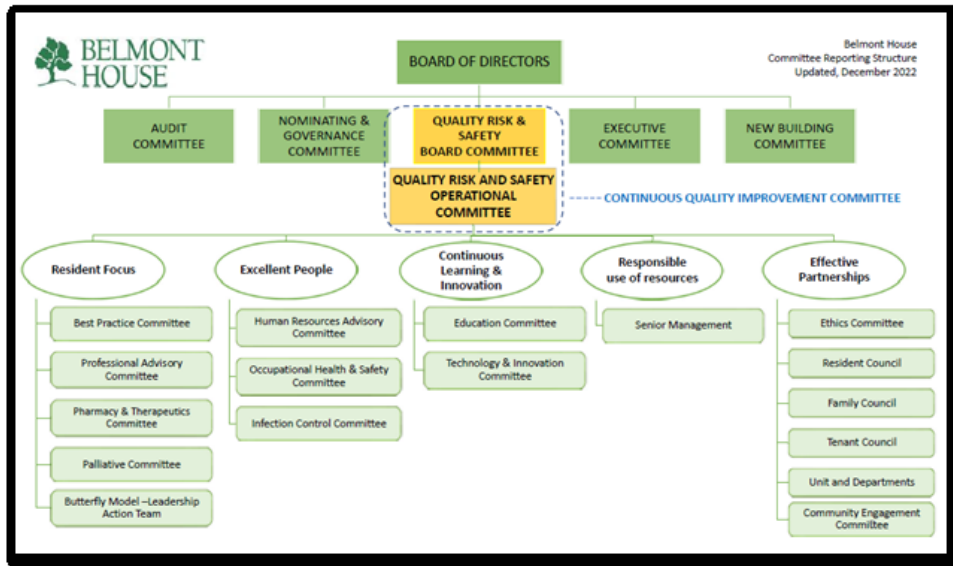 BELMONT
HOUSE
Belmont House
Committee Reporting Structure
Updated, December 2022
BOARD OF DIRECTORS
AUDIT
COMMITTEE
NOMINATING &
GOVERNANCE
COMMITTEE
QUALITY RISK &
SAFETY
BOARD COMMITTEE
EXECUTIVE
COMMITTEE
NEW BUILDING
COMMITTEE
QUALITY RISK AND SAFETY
OPERATIONAL
COMMITTEE
CONTINUOUS QUALITY IMPROVEMENT COMMITTEE
Resident Focus
Best Practice Committee
Professional Advisory
Committee
Pharmacy & Therapeutics
Committee
Palliative Committee
Butterfly Model –Leadership
Action Team
Excellent People
Human Resources Advisory
Committee
Occupational Health & Safety
Committee
Infection Control Committee
Continuous
Learning &
Innovation
Education Committee
Technology & Innovation
Committee
Responsible
use of resources
Senior Management
Effective
Partnerships
Ethics Committee
Resident Council
Family Council
Tenant Council
Unit and Departments
Community Engagement
Committee